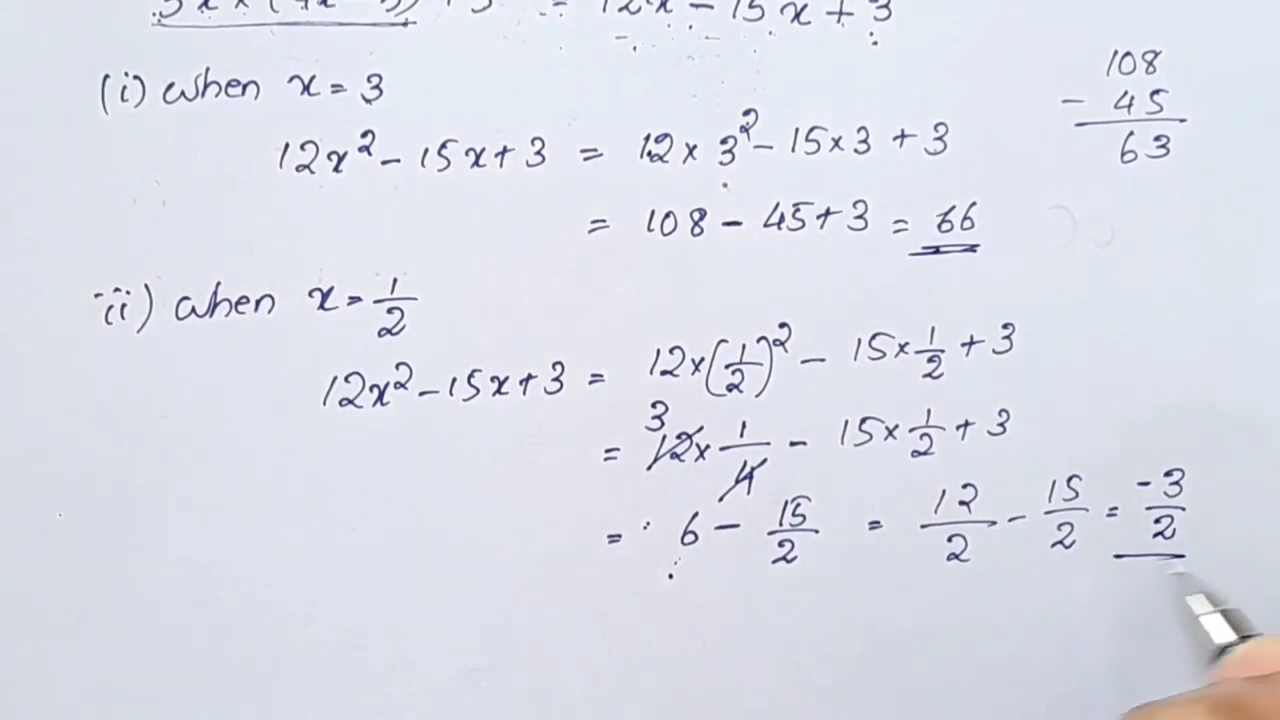 = 12x² - 15x + 3
(i) when x = 3
108
- 45
63
12x² - 15x + 3 = 12 × 3² - 15 × 3 + 3
= 108 - 45 + 3 = 66
ii) when x = 1/2
12x² - 15x + 3 = 12 × (1/2)² - 15 × 1/2 + 3
3
= 12 × 1/4 - 15 × 1/2 + 3
= 6 - 15/2 = 12/2 - 15/2 = -3/2